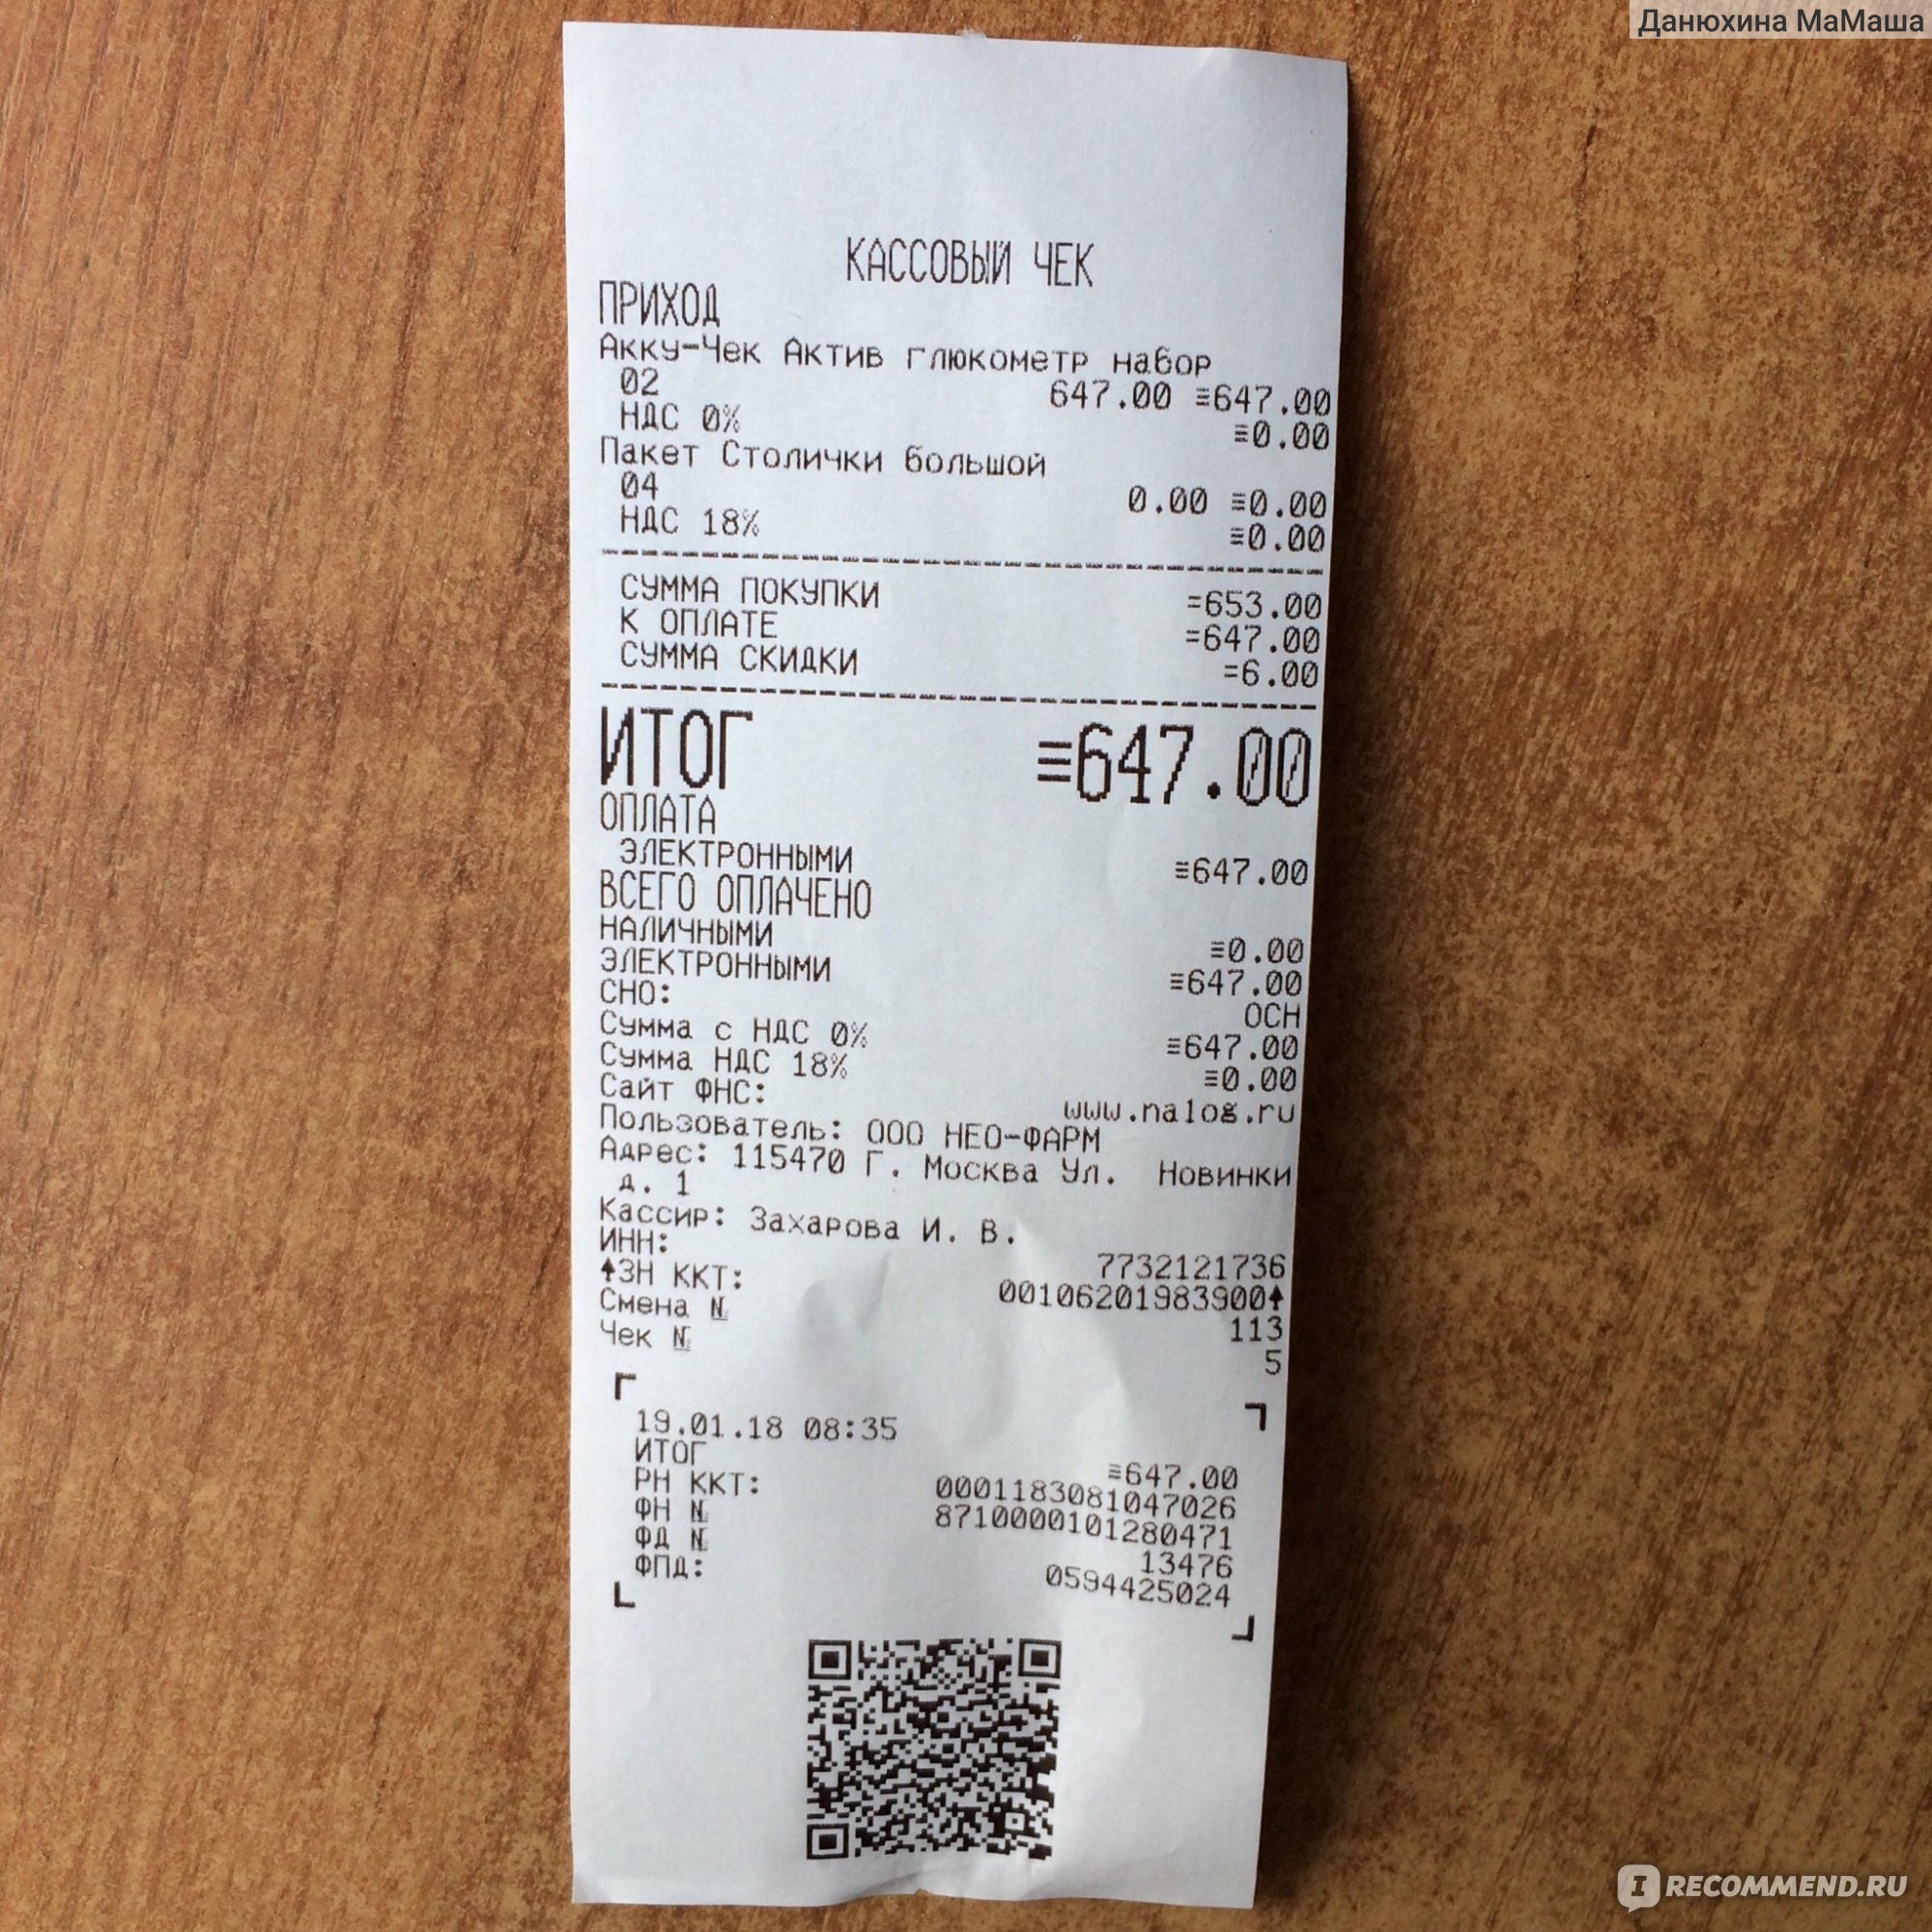 Данюхина МаМаша
КАССОВЫЙ ЧЕК
ПРИХОД
Акку-Чек Актив глюкометр набор
02 647.00 ≡647.00
НДС 0% ≡0.00
Пакет Столички большой
04 0.00 ≡0.00
НДС 18% ≡0.00
СУММА ПОКУПКИ =653.00
К ОПЛАТЕ =647.00
СУММА СКИДКИ =6.00
ИТОГ ≡647.00
ОПЛАТА
ЭЛЕКТРОННЫМИ ≡647.00
ВСЕГО ОПЛАЧЕНО
НАЛИЧНЫМИ ≡0.00
ЭЛЕКТРОННЫМИ ≡647.00
СНО: ОСН
Сумма с НДС 0% ≡647.00
Сумма НДС 18% ≡0.00
Сайт ФНС: www.nalog.ru
Пользователь: ООО НЕО-ФАРМ
Адрес: 115470 Г. Москва Ул. Новинки
д. 1
Кассир: Захарова И. В.
ИНН: 7732121736
↑ЗН ККТ: 00106201983900↑
Смена № 113
Чек № 5
19.01.18 08:35
ИТОГ ≡647.00
РН ККТ: 0001183081047026
ФН № 8710000101280471
ФД № 13476
ФПД: 0594425024
IRECOMMEND.RU